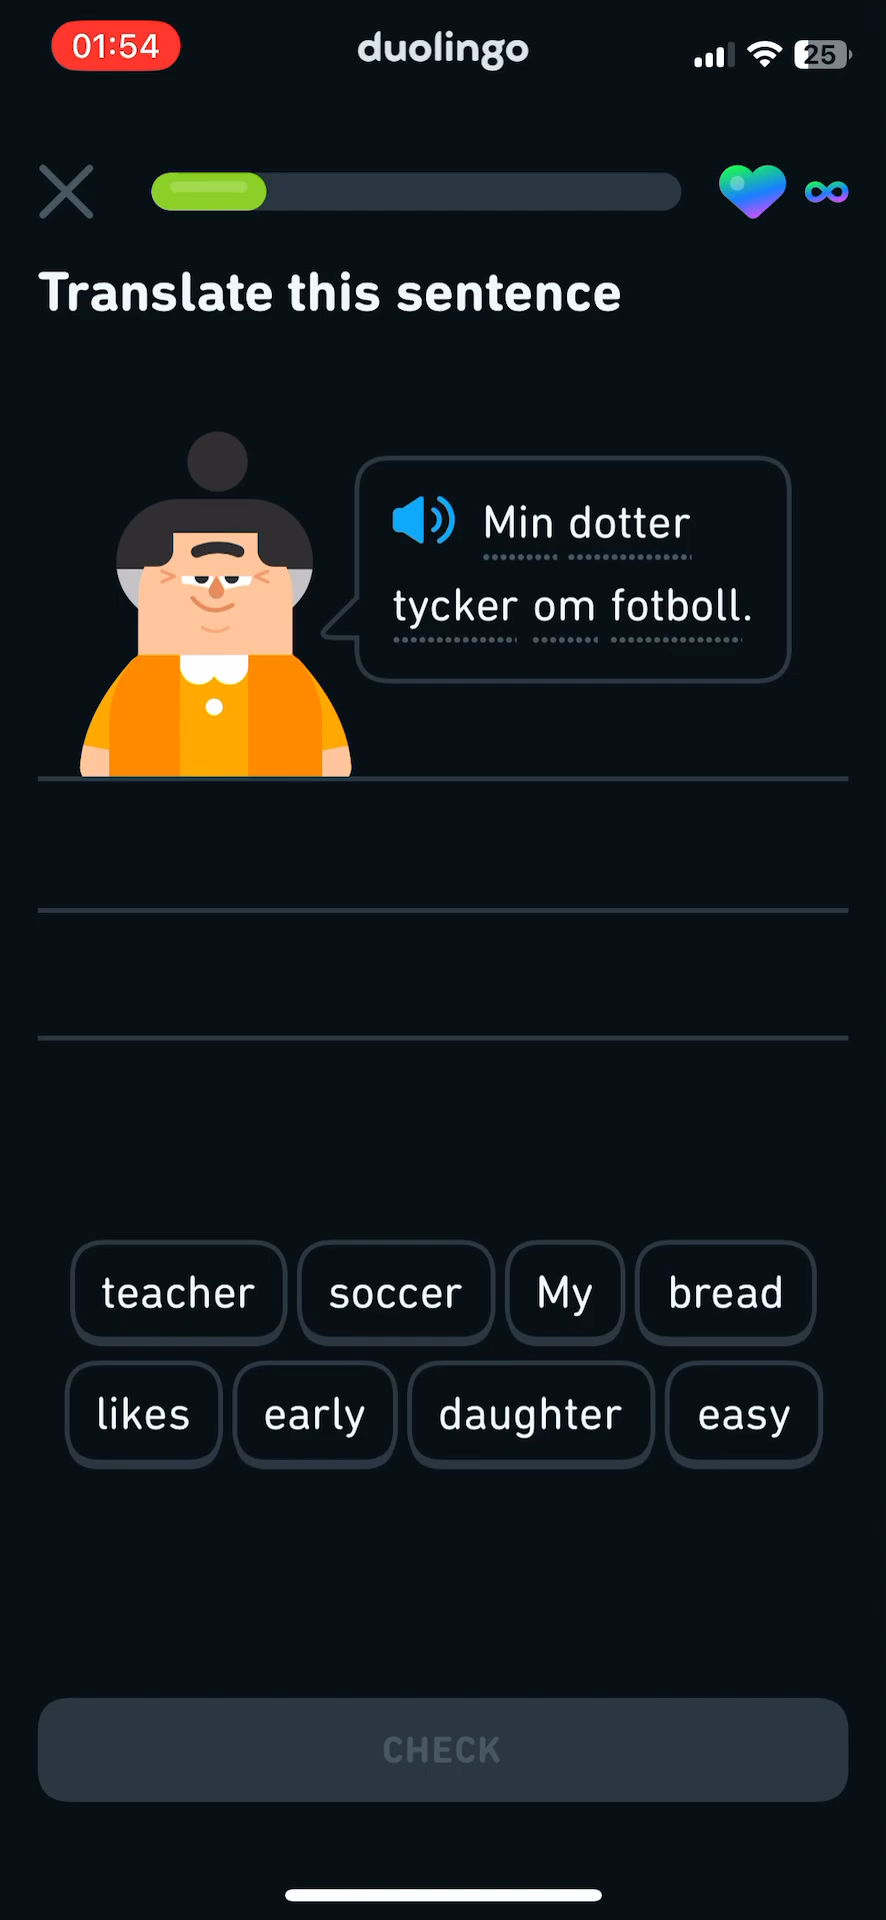 01:54
duolingo
25
Translate this sentence
Min dotter
tycker om fotboll.
teacher soccer My bread
likes early daughter easy
CHECK